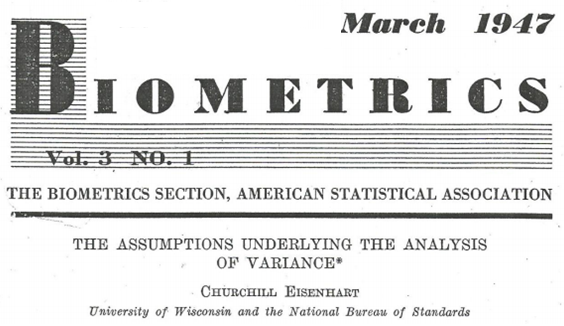 March 1947
BIOMETRICS
Vol. 3 NO. 1
THE BIOMETRICS SECTION, AMERICAN STATISTICAL ASSOCIATION
THE ASSUMPTIONS UNDERLYING THE ANALYSIS
OF VARIANCE*
CHURCHILL EISENHART
University of Wisconsin and the National Bureau of Standards